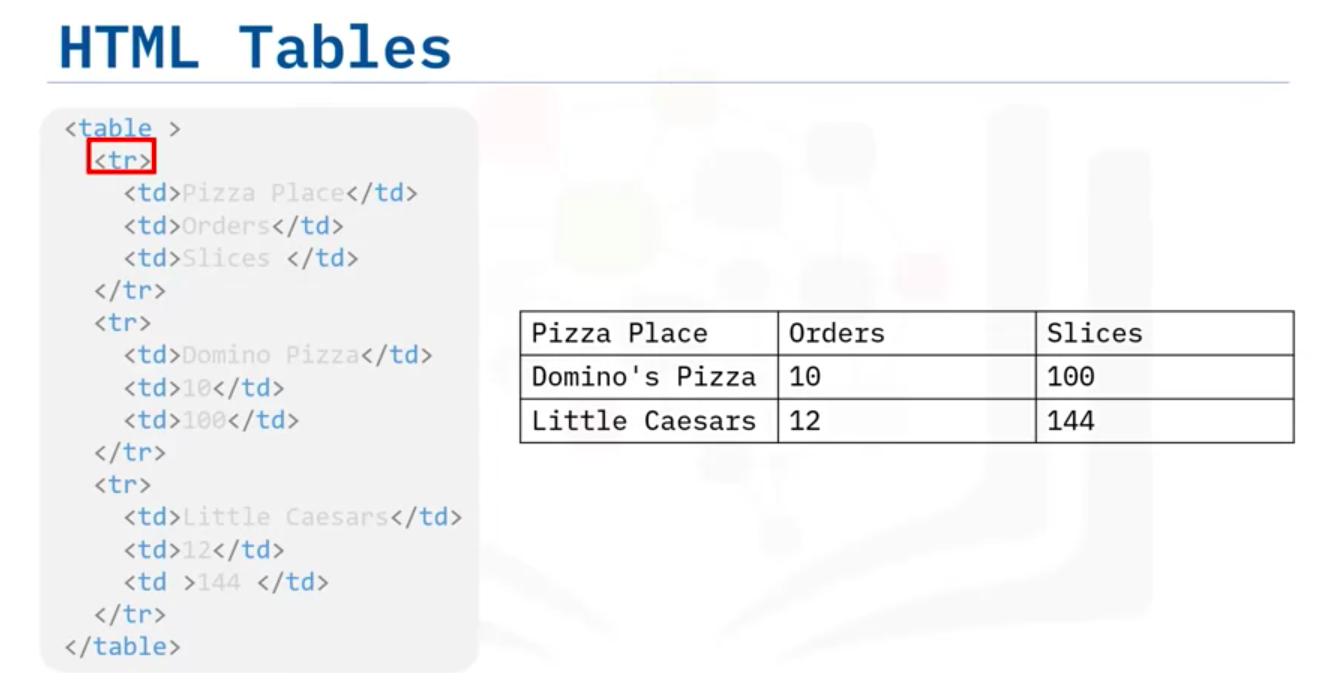 HTML Tables
<table >
<tr>
<td>Pizza Place</td>
<td>Orders</td>
<td>Slices </td>
</tr>
<tr>
<td>Domino Pizza</td>
<td>10</td>
<td>100</td>
</tr>
<tr>
<td>Little Caesars</td>
<td>12</td>
<td >144 </td>
</tr>
</table>
Pizza Place Orders Slices
Domino's Pizza 10 100
Little Caesars 12 144